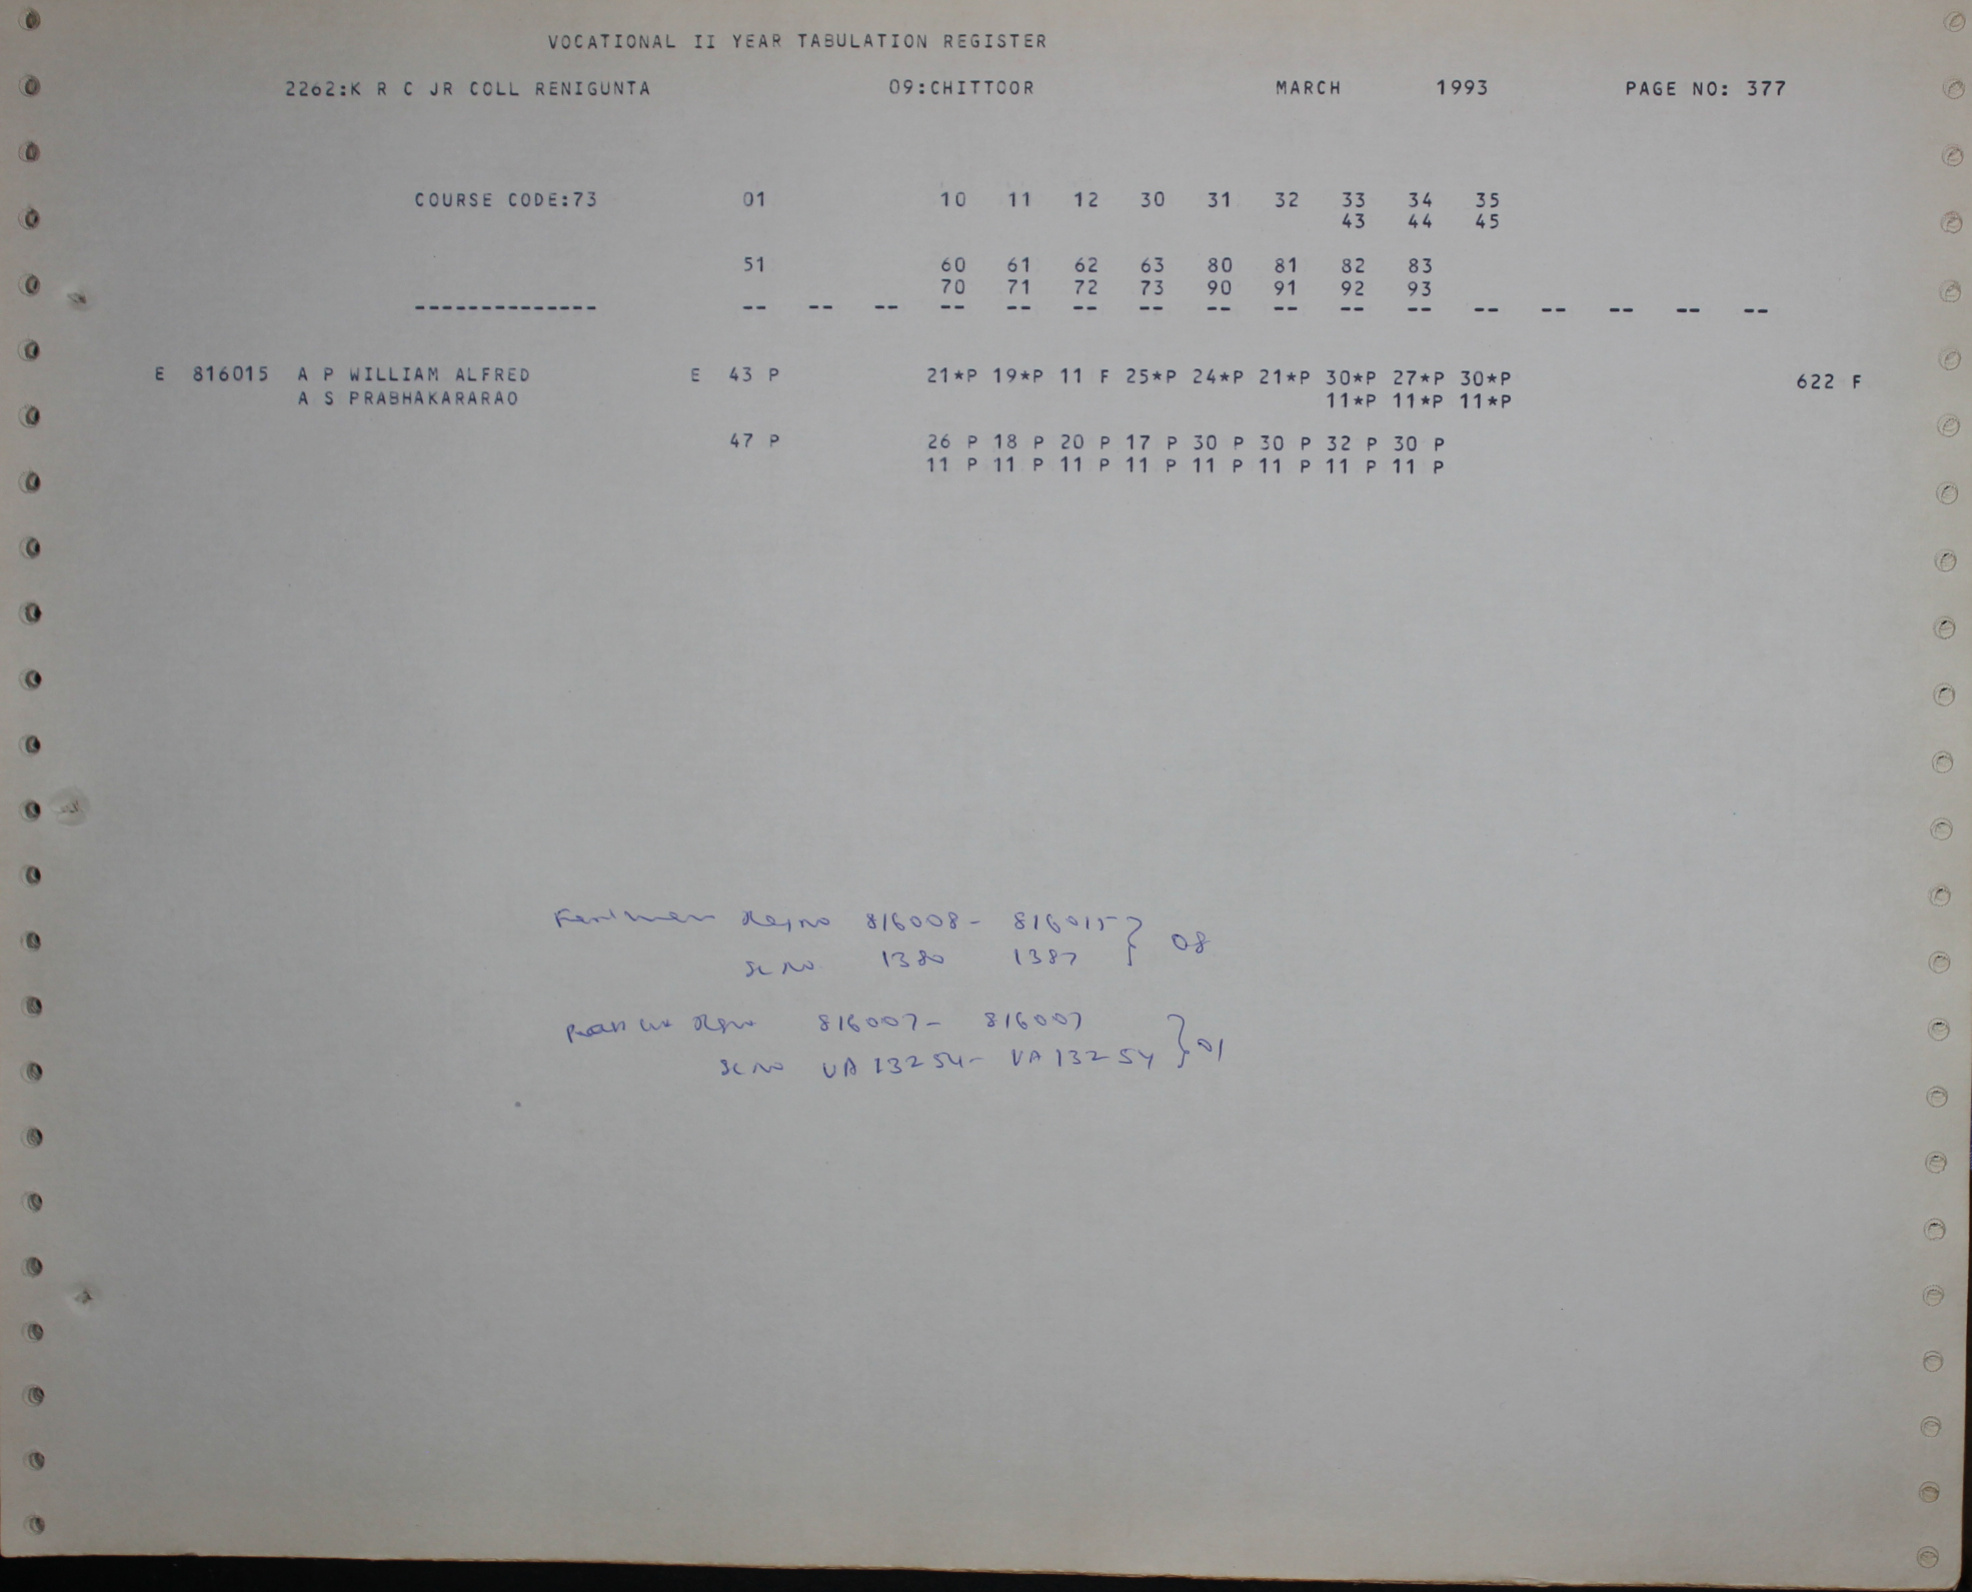 VOCATIONAL II YEAR TABULATION REGISTER
2262:K R C JR COLL RENIGUNTA 09:CHITTOOR MARCH 1993 PAGE NO: 377
COURSE CODE:73 01 10 11 12 30 31 32 33 34 35
43 44 45
51 60 61 62 63 80 81 82 83
70 71 72 73 90 91 92 93
-------------- -- -- -- -- -- -- -- -- -- -- -- -- -- -- -- --
E 816015 A P WILLIAM ALFRED E 43 P 21*P 19*P 11 F 25*P 24*P 21*P 30*P 27*P 30*P 622 F
A S PRABHAKARARAO 11*P 11*P 11*P
47 P 26 P 18 P 20 P 17 P 30 P 30 P 32 P 30 P
11 P 11 P 11 P 11 P 11 P 11 P 11 P 11 P
816008- 816015 } 08
Sc No 1380 1387
816007- 816007 } 01
Sc No VA 13254- VA 13254